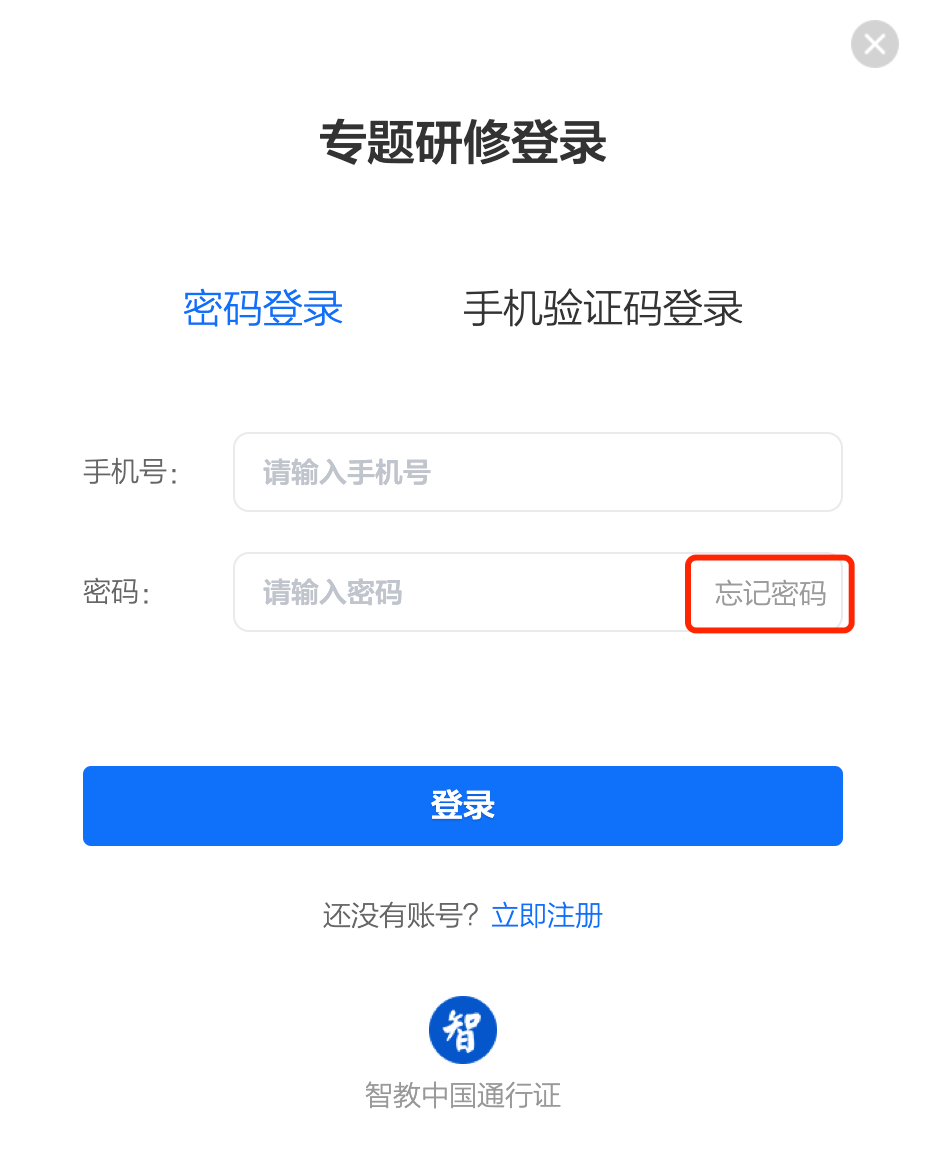 专题研修登录
密码登录 手机验证码登录
手机号: 请输入手机号
密码: 请输入密码 忘记密码
登录
还没有账号? 立即注册
智
智教中国通行证